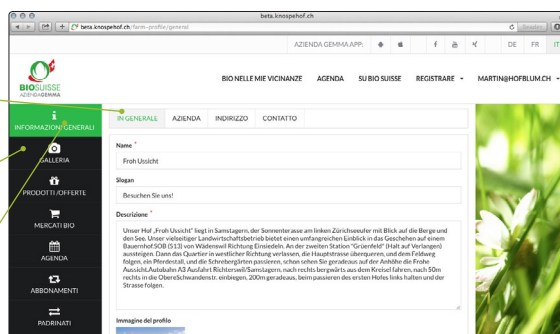 beta.knospehof.ch
beta.knospehof.ch/farm-profile/general
Reader
AZIENDA GEMMA APP:
DE FR IT
BIOSUISSE
AZIENDAGEMMA
BIO NELLE MIE VICINANZE AGENDA SU BIO SUISSE REGISTRARE MARTIN@HOFBLUM.CH
INFORMAZIONI GENERALI
GALLERIA
PRODOTTI /OFFERTE
MERCATI BIO
AGENDA
ABBONAMENTI
PADRINATI
IN GENERALE AZIENDA INDIRIZZO CONTATTO
Name *
Froh Ussicht
Slogan
Besuchen Sie uns!
Descrizione *
Unser Hof „Froh Ussicht" liegt in Samstagern, der Sonnenterasse am linken Zürichseeufer mit Blick auf die Berge und
den See. Unser vielseitiger Landwirtschaftsbetrieb bietet einen umfangreichen Einblick in das Geschehen auf einem
Bauernhof.SOB (S13) von Wädenswil Richtung Einsiedeln. An der zweiten Station "Grüenfeld" (Halt auf Verlangen)
aussteigen. Dann das Quartier in westlicher Richtung verlassen, die Hauptstrasse überqueren, und dem Feldweg
folgen, ein Pferdestall, und die Schrebergärten passieren, schon sehen Sie geradeaus auf der Anhöhe die Frohe
Aussicht.Autobahn A3 Ausfahrt Richterswil/Samstagern, nach rechts bergwärts aus dem Kreisel fahren, nach 50m
rechts in die ObereSchwandenstr. einbiegen, 200m geradeaus, beim passieren des ersten Hofes links halten und der
Strasse folgen.
Immagine del profilo